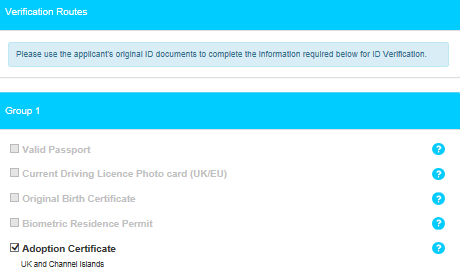 Verification Routes
Please use the applicant's original ID documents to complete the information required below for ID Verification.
Group 1
Valid Passport ?
Current Driving Licence Photo card (UK/EU) ?
Original Birth Certificate ?
Biometric Residence Permit ?
Adoption Certificate ?
UK and Channel Islands